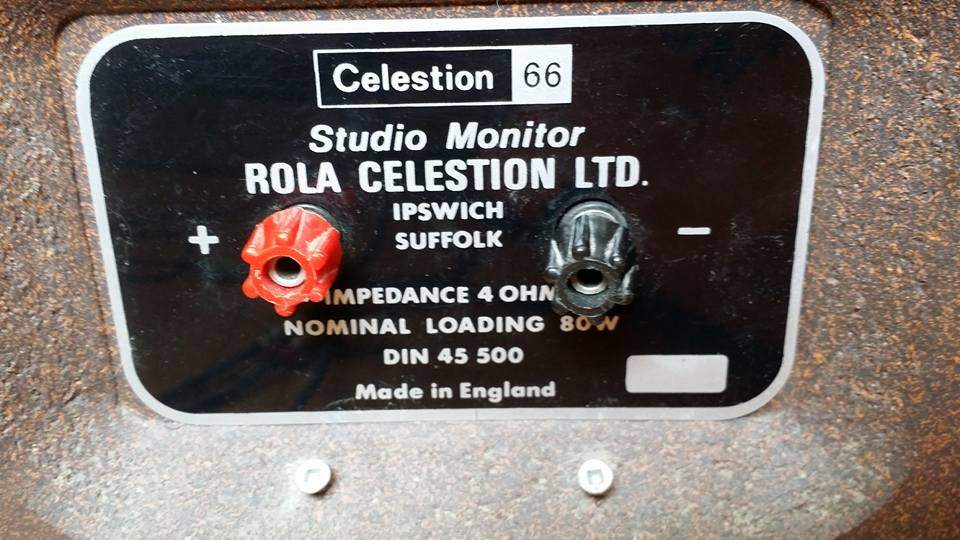 Celestion 66
Studio Monitor
ROLA CELESTION LTD.
IPSWICH
SUFFOLK
+ −
IMPEDANCE 4
NOMINAL LOADING 80W
DIN 45 500
Made in England